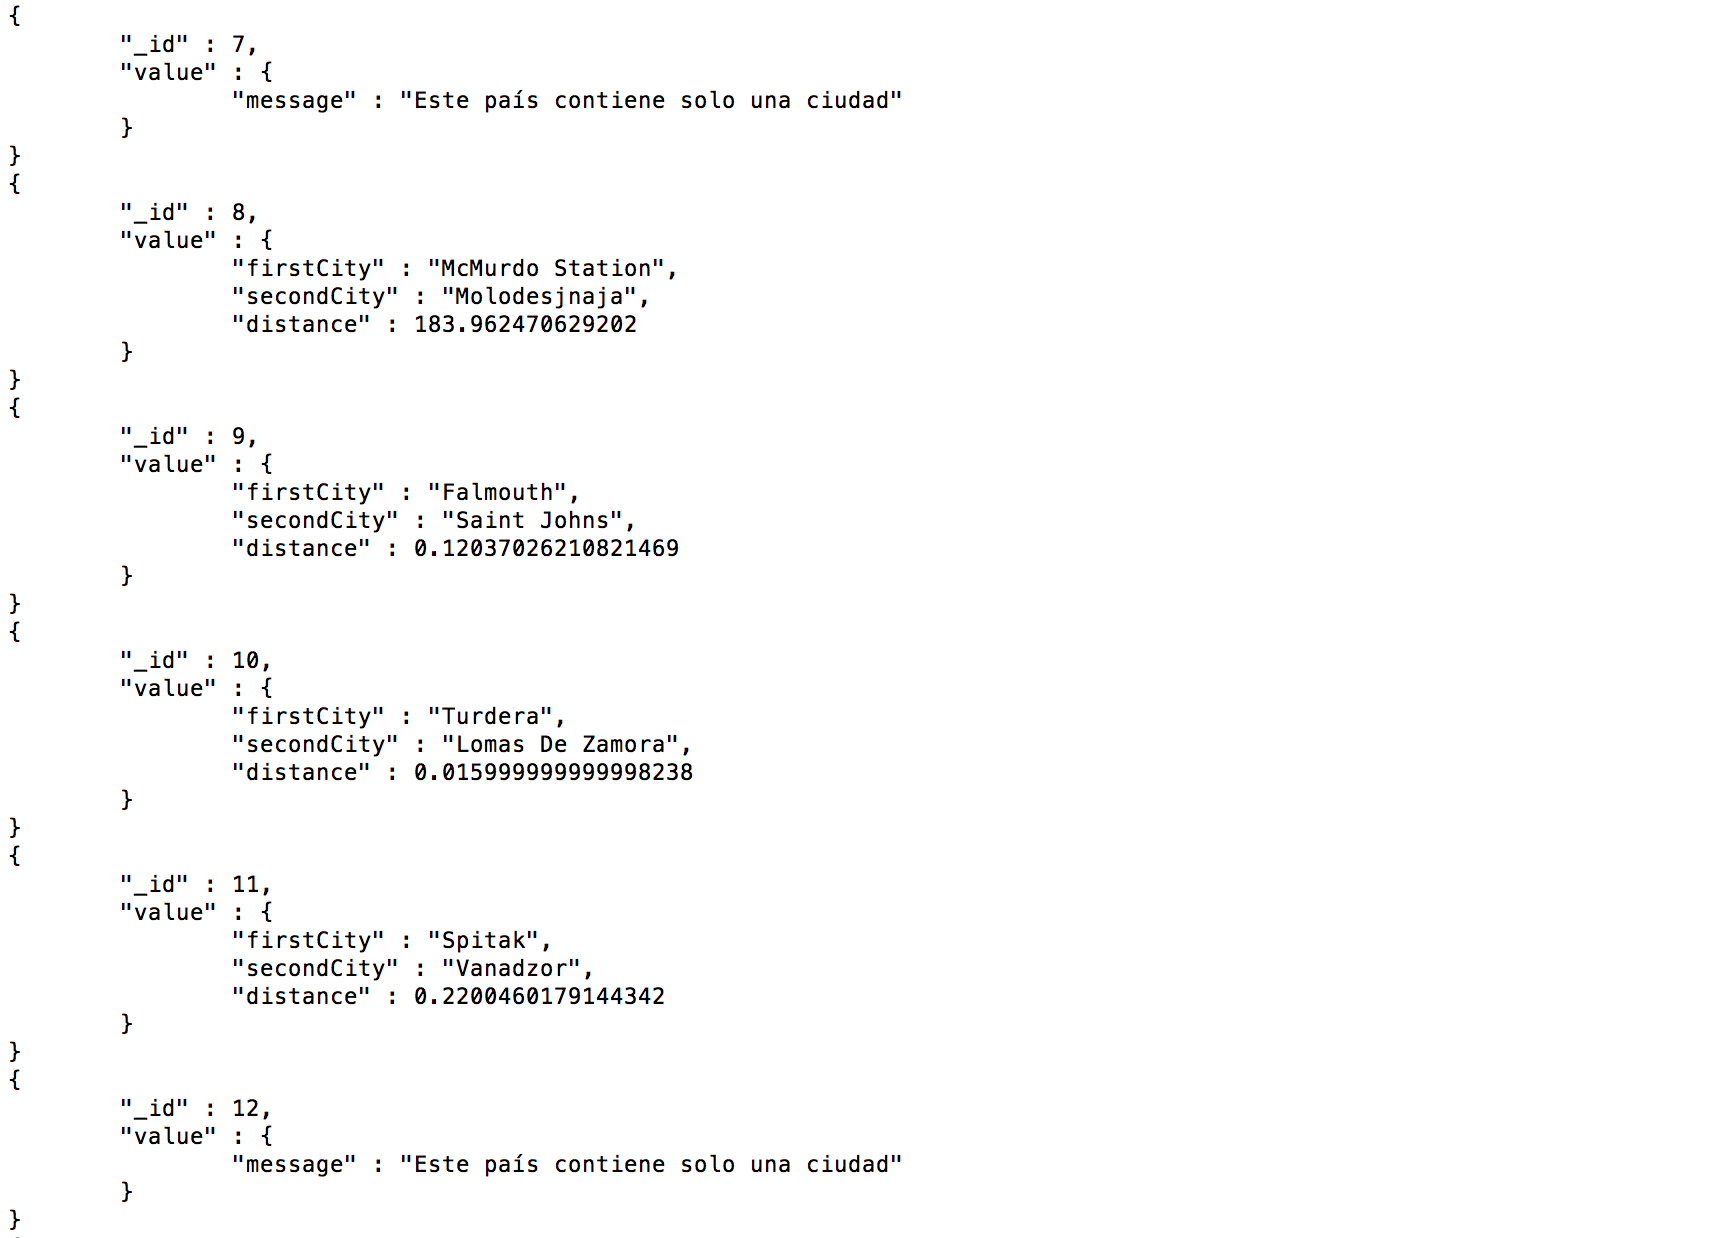 {
"_id" : 7,
"value" : {
"message" : "Este país contiene solo una ciudad"
}
}
{
"_id" : 8,
"value" : {
"firstCity" : "McMurdo Station",
"secondCity" : "Molodesjnaja",
"distance" : 183.962470629202
}
}
{
"_id" : 9,
"value" : {
"firstCity" : "Falmouth",
"secondCity" : "Saint Johns",
"distance" : 0.12037026210821469
}
}
{
"_id" : 10,
"value" : {
"firstCity" : "Turdera",
"secondCity" : "Lomas De Zamora",
"distance" : 0.0159999999999998238
}
}
{
"_id" : 11,
"value" : {
"firstCity" : "Spitak",
"secondCity" : "Vanadzor",
"distance" : 0.2200460179144342
}
}
{
"_id" : 12,
"value" : {
"message" : "Este país contiene solo una ciudad"
}
}